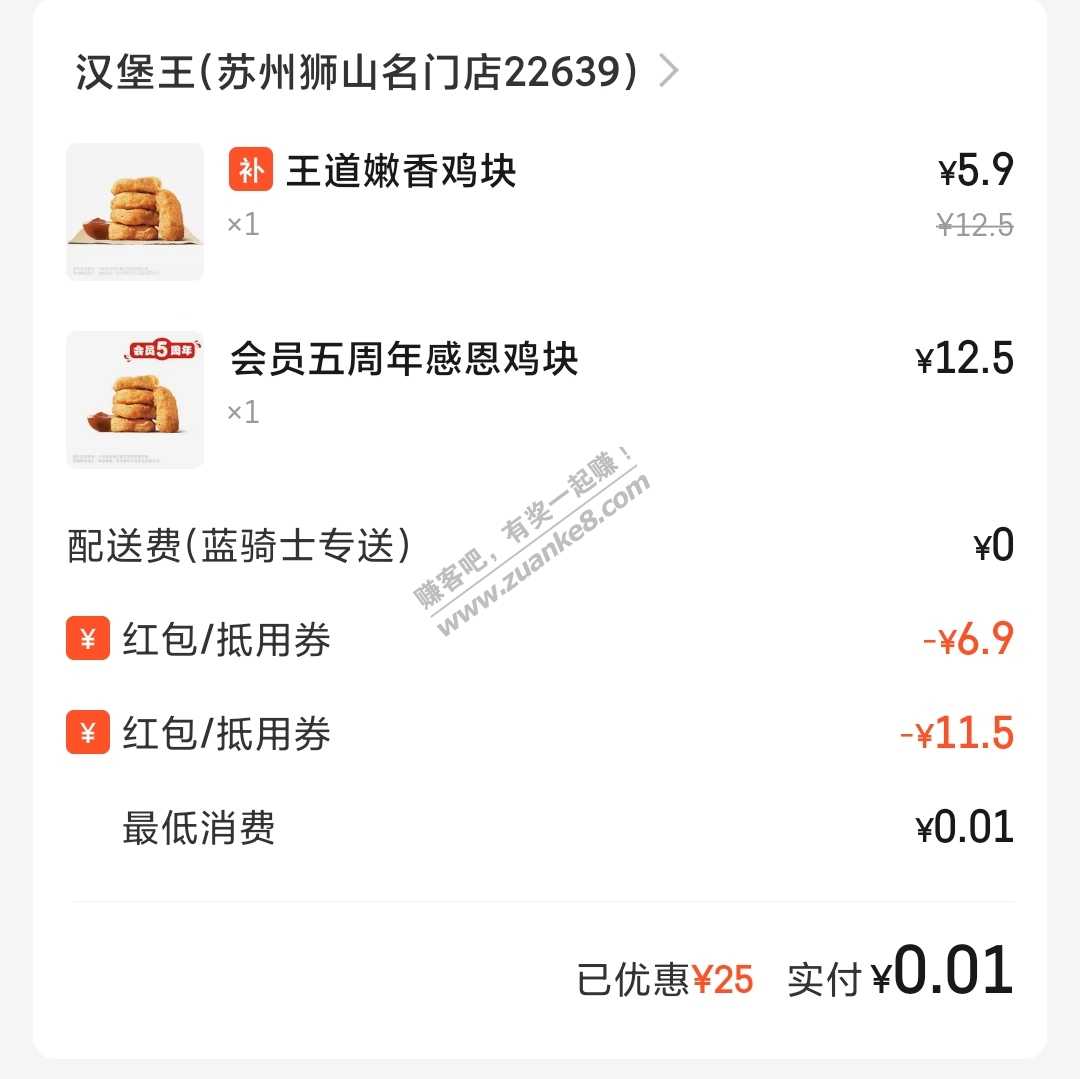 汉堡王(苏州狮山名门店22639)
补 王道嫩香鸡块 ¥5.9
×1 ¥12.5
会员5周年
会员五周年感恩鸡块 ¥12.5
×1
赚客吧，有奖一起赚！
www.zuanke8.com
配送费(蓝骑士专送) ¥0
¥ 红包/抵用券 -¥6.9
¥ 红包/抵用券 -¥11.5
最低消费 ¥0.01
已优惠¥25 实付¥0.01